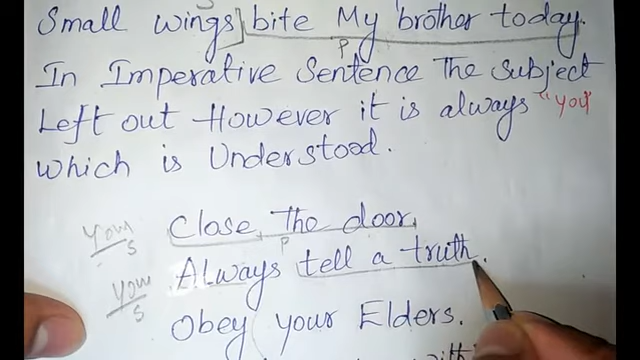 Small wings] bite My brother today.
P
In Imperative Sentence The Subject
Left out However it is always "you"
which is Understood.
You Close The door,
S P
You Always tell a truth.
S
Obey your Elders.